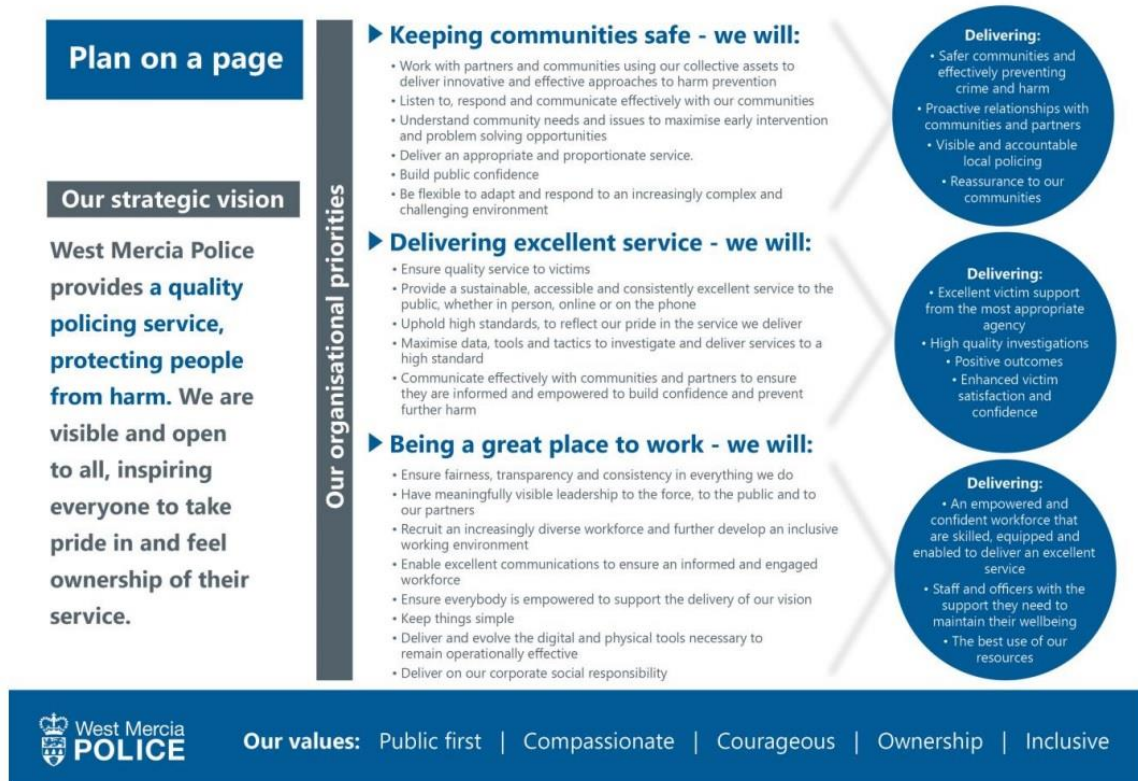 Plan on a page
Our strategic vision
West Mercia Police
provides a quality
policing service,
protecting people
from harm. We are
visible and open
to all, inspiring
everyone to take
pride in and feel
ownership of their
service.
Our organisational priorities
Keeping communities safe - we will:
• Work with partners and communities using our collective assets to
deliver innovative and effective approaches to harm prevention
• Listen to, respond and communicate effectively with our communities
• Understand community needs and issues to maximise early intervention
and problem solving opportunities
• Deliver an appropriate and proportionate service.
• Build public confidence
• Be flexible to adapt and respond to an increasingly complex and
challenging environment
Delivering:
• Safer communities and
effectively preventing
crime and harm
• Proactive relationships with
communities and partners
• Visible and accountable
local policing
• Reassurance to our
communities
Delivering excellent service - we will:
• Ensure quality service to victims
• Provide a sustainable, accessible and consistently excellent service to the
public, whether in person, online or on the phone
• Uphold high standards, to reflect our pride in the service we deliver
• Maximise data, tools and tactics to investigate and deliver services to a
high standard
• Communicate effectively with communities and partners to ensure
they are informed and empowered to build confidence and prevent
further harm
Delivering:
• Excellent victim support
from the most appropriate
agency
• High quality investigations
• Positive outcomes
• Enhanced victim
satisfaction and
confidence
Being a great place to work - we will:
• Ensure fairness, transparency and consistency in everything we do
• Have meaningfully visible leadership to the force, to the public and to
our partners
• Recruit an increasingly diverse workforce and further develop an inclusive
working environment
• Enable excellent communications to ensure an informed and engaged
workforce
• Ensure everybody is empowered to support the delivery of our vision
• Keep things simple
• Deliver and evolve the digital and physical tools necessary to
remain operationally effective
• Deliver on our corporate social responsibility
Delivering:
• An empowered and
confident workforce that
are skilled, equipped and
enabled to deliver an excellent
service
• Staff and officers with the
support they need to
maintain their wellbeing
• The best use of our
resources
West Mercia
POLICE
Our values: Public first | Compassionate | Courageous | Ownership | Inclusive